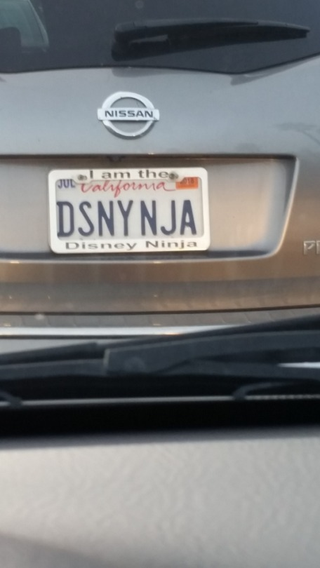 NISSAN
I am the
JUL California
DSNYNJA
Disney Ninja